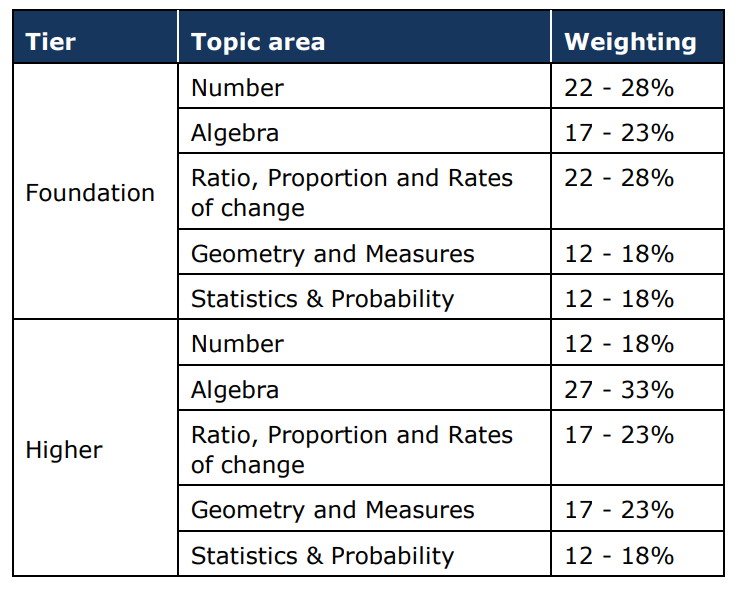 Tier Topic area Weighting
Foundation
Number 22 - 28%
Algebra 17 - 23%
Ratio, Proportion and Rates 22 - 28%
of change
Geometry and Measures 12 - 18%
Statistics & Probability 12 - 18%
Higher
Number 12 - 18%
Algebra 27 - 33%
Ratio, Proportion and Rates 17 - 23%
of change
Geometry and Measures 17 - 23%
Statistics & Probability 12 - 18%